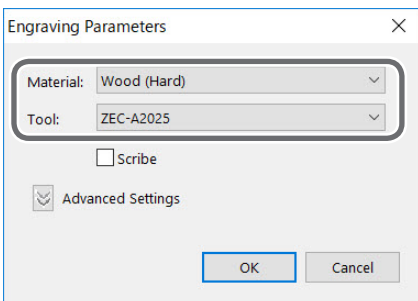 Engraving Parameters
Material: Wood (Hard)
Tool: ZEC-A2025
Scribe
Advanced Settings
OK Cancel